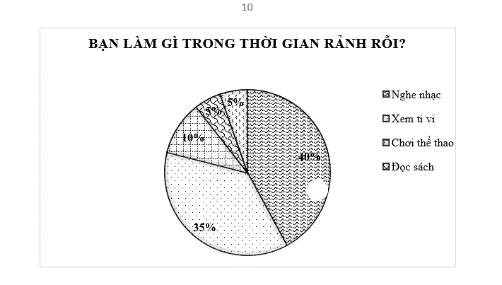 10
BẠN LÀM GÌ TRONG THỜI GIAN RẢNH RỖI?
5%
5%
10%
40%
35%
Nghe nhạc
Xem ti vi
Chơi thể thao
Đọc sách